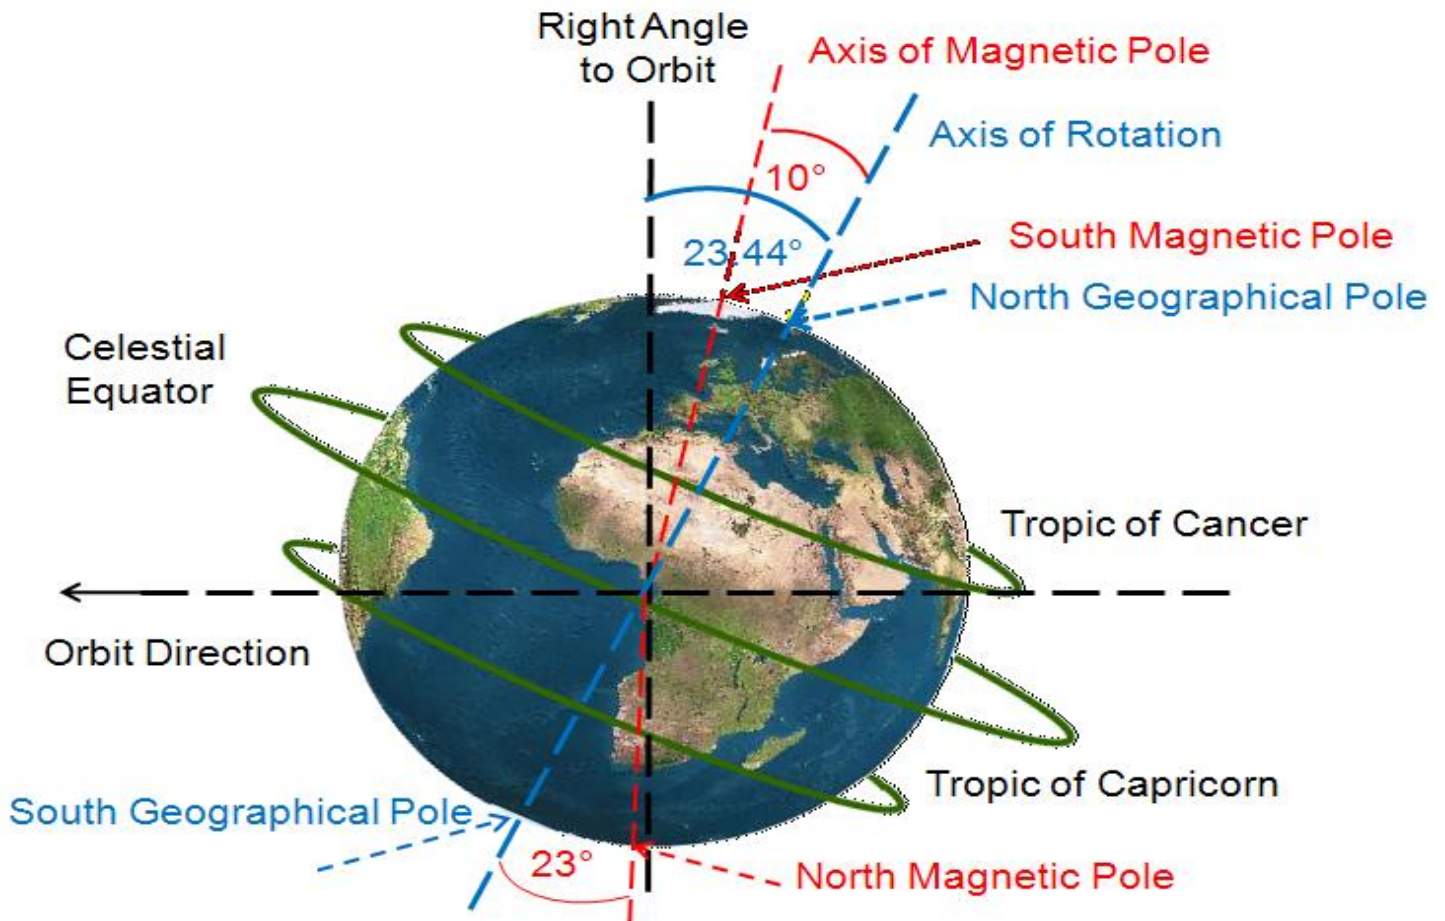 Right Angle
to Orbit
Axis of Magnetic Pole
Axis of Rotation
10°
23.44°
South Magnetic Pole
North Geographical Pole
Celestial
Equator
Tropic of Cancer
Orbit Direction
Tropic of Capricorn
South Geographical Pole
23°
North Magnetic Pole